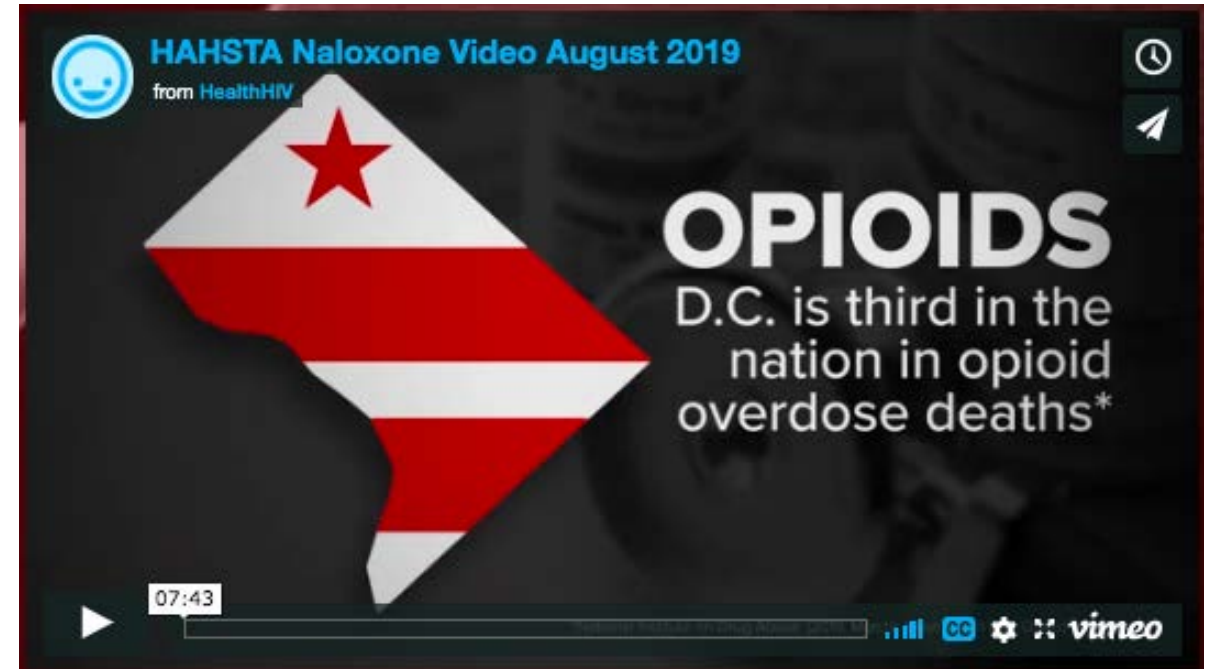 HAHSTA Naloxone Video August 2019
from HealthHIV
OPIOIDS
D.C. is third in the
nation in opioid
overdose deaths*
07:43
CC
vimeo